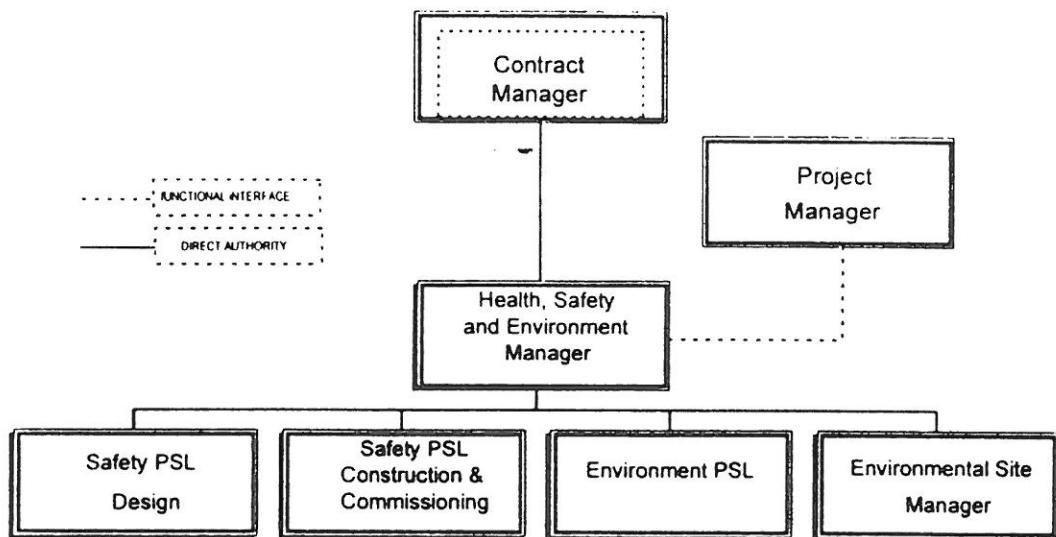 Contract
Manager
Project
Manager
FUNCTIONAL INTERFACE
DIRECT AUTHORITY
Health, Safety
and Environment
Manager
Safety PSL
Design
Safety PSL
Construction &
Commissioning
Environment PSL
Environmental Site
Manager